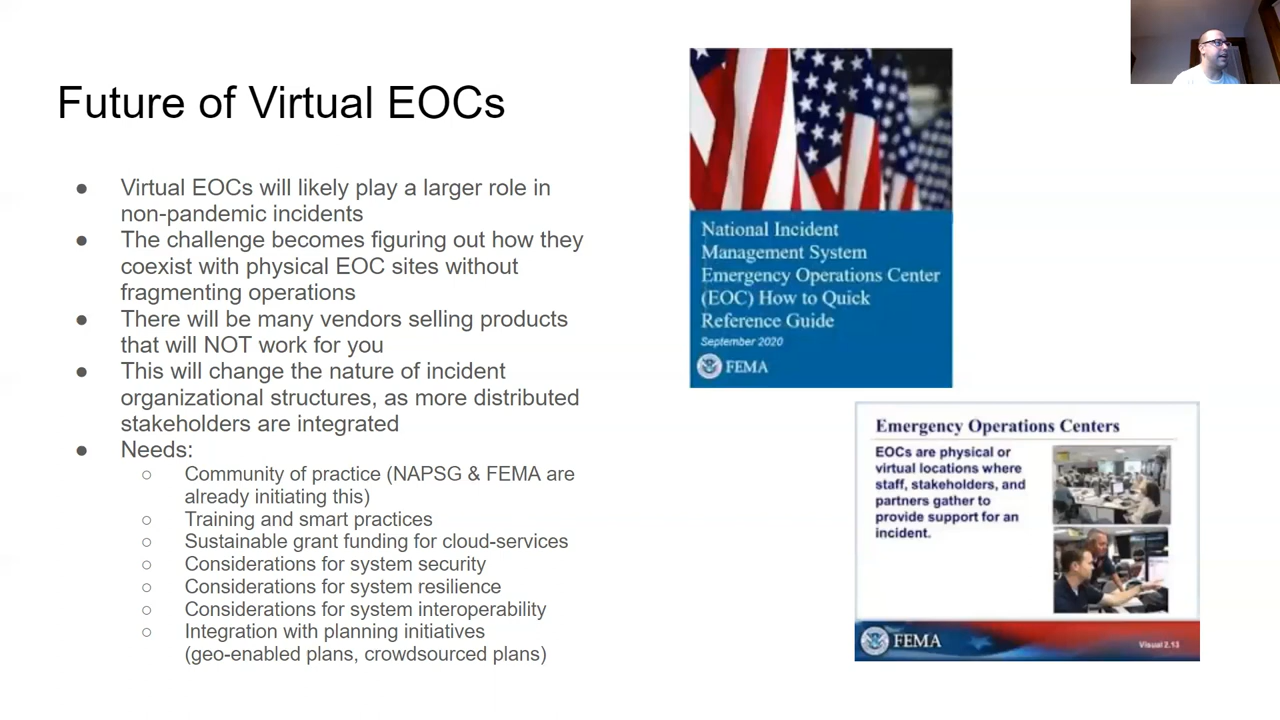 Future of Virtual EOCs
● Virtual EOCs will likely play a larger role in
non-pandemic incidents
● The challenge becomes figuring out how they
coexist with physical EOC sites without
fragmenting operations
● There will be many vendors selling products
that will NOT work for you
● This will change the nature of incident
organizational structures, as more distributed
stakeholders are integrated
● Needs:
○ Community of practice (NAPSG & FEMA are
already initiating this)
○ Training and smart practices
○ Sustainable grant funding for cloud-services
○ Considerations for system security
○ Considerations for system resilience
○ Considerations for system interoperability
○ Integration with planning initiatives
(geo-enabled plans, crowdsourced plans)
National Incident
Management System
Emergency Operations Center
(EOC) How to Quick
Reference Guide
September 2020
FEMA
Emergency Operations Centers
EOCs are physical or
virtual locations where
staff, stakeholders, and
partners gather to
provide support for an
incident.
FEMA
Visual 2.13